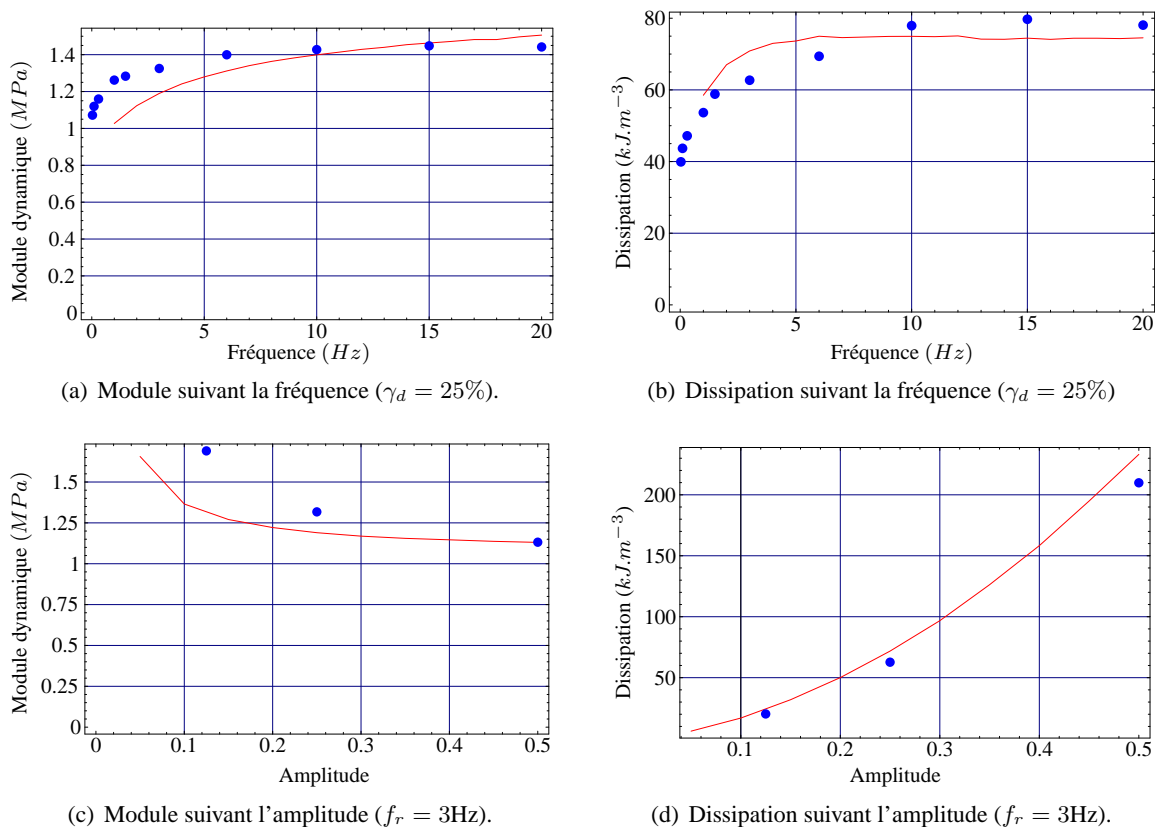 Module dynamique (MPa)
1.4
1.2
1
0.8
0.6
0.4
0.2
0
0 5 10 15 20
Fréquence (Hz)
(a) Module suivant la fréquence (γd = 25%).
Dissipation (kJ.m−3)
80
60
40
20
0
0 5 10 15 20
Fréquence (Hz)
(b) Dissipation suivant la fréquence (γd = 25%)
Module dynamique (MPa)
1.5
1.25
1
0.75
0.5
0.25
0
0 0.1 0.2 0.3 0.4 0.5
Amplitude
(c) Module suivant l'amplitude (fr = 3Hz).
Dissipation (kJ.m−3)
200
150
100
50
0.1 0.2 0.3 0.4 0.5
Amplitude
(d) Dissipation suivant l'amplitude (fr = 3Hz).